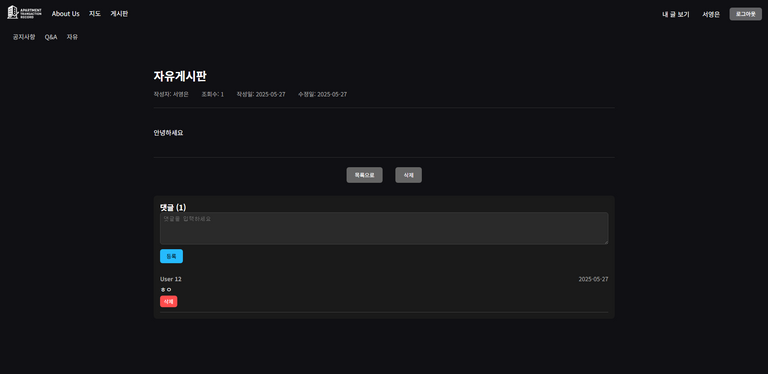 APARTMENT
TRANSACTION
RECORD
About Us 지도 게시판 내 글 보기 서영은 로그아웃
공지사항 Q&A 자유
자유게시판
작성자: 서영은 조회수: 1 작성일: 2025-05-27 수정일: 2025-05-27
안녕하세요
목록으로 삭제
댓글 (1)
댓글을 입력하세요
등록
User 12 2025-05-27
ㅎㅇ
삭제